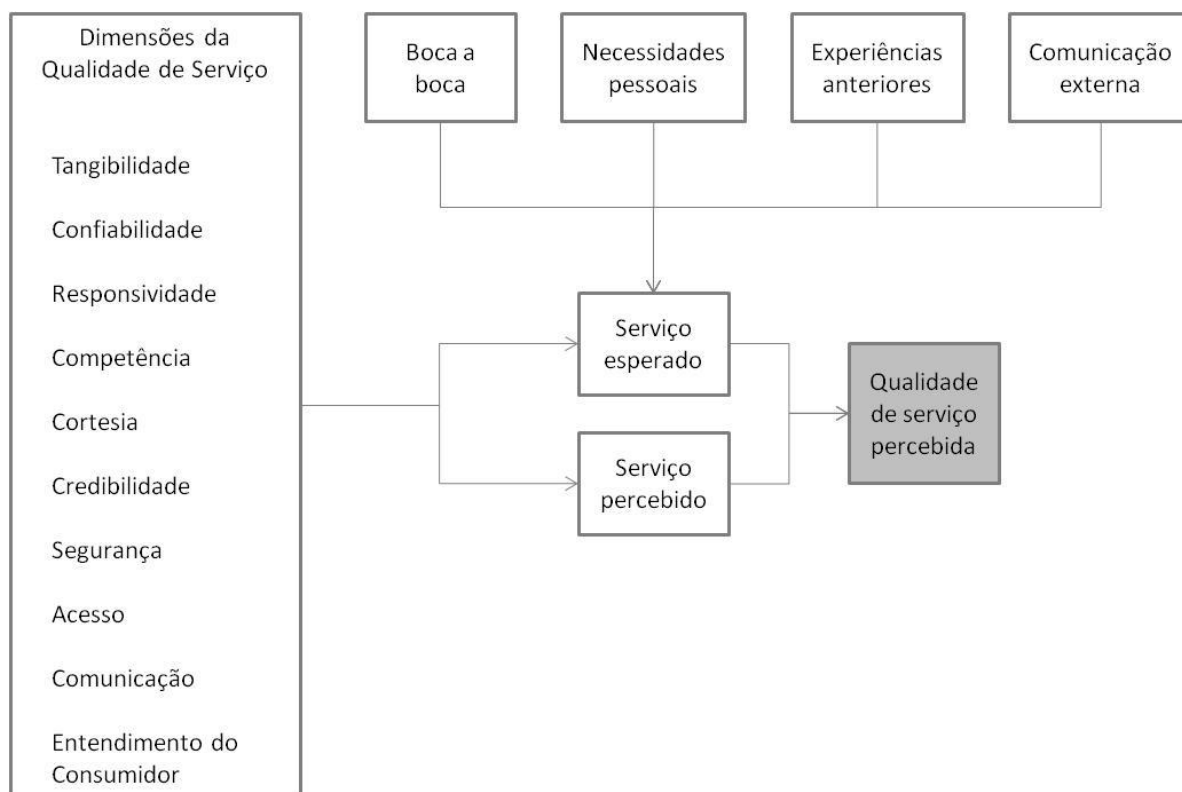 Dimensões da
Qualidade de Serviço
Tangibilidade
Confiabilidade
Responsividade
Competência
Cortesia
Credibilidade
Segurança
Acesso
Comunicação
Entendimento do
Consumidor
Boca a
boca
Necessidades
pessoais
Experiências
anteriores
Comunicação
externa
Serviço
esperado
Serviço
percebido
Qualidade
de serviço
percebida